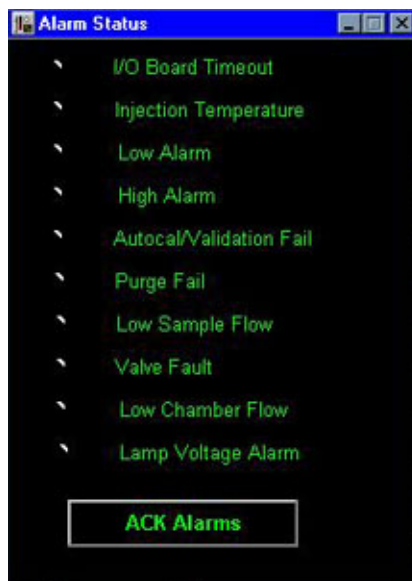 Alarm Status
I/O Board Timeout
Injection Temperature
Low Alarm
High Alarm
Autocal/Validation Fail
Purge Fail
Low Sample Flow
Valve Fault
Low Chamber Flow
Lamp Voltage Alarm
ACK Alarms